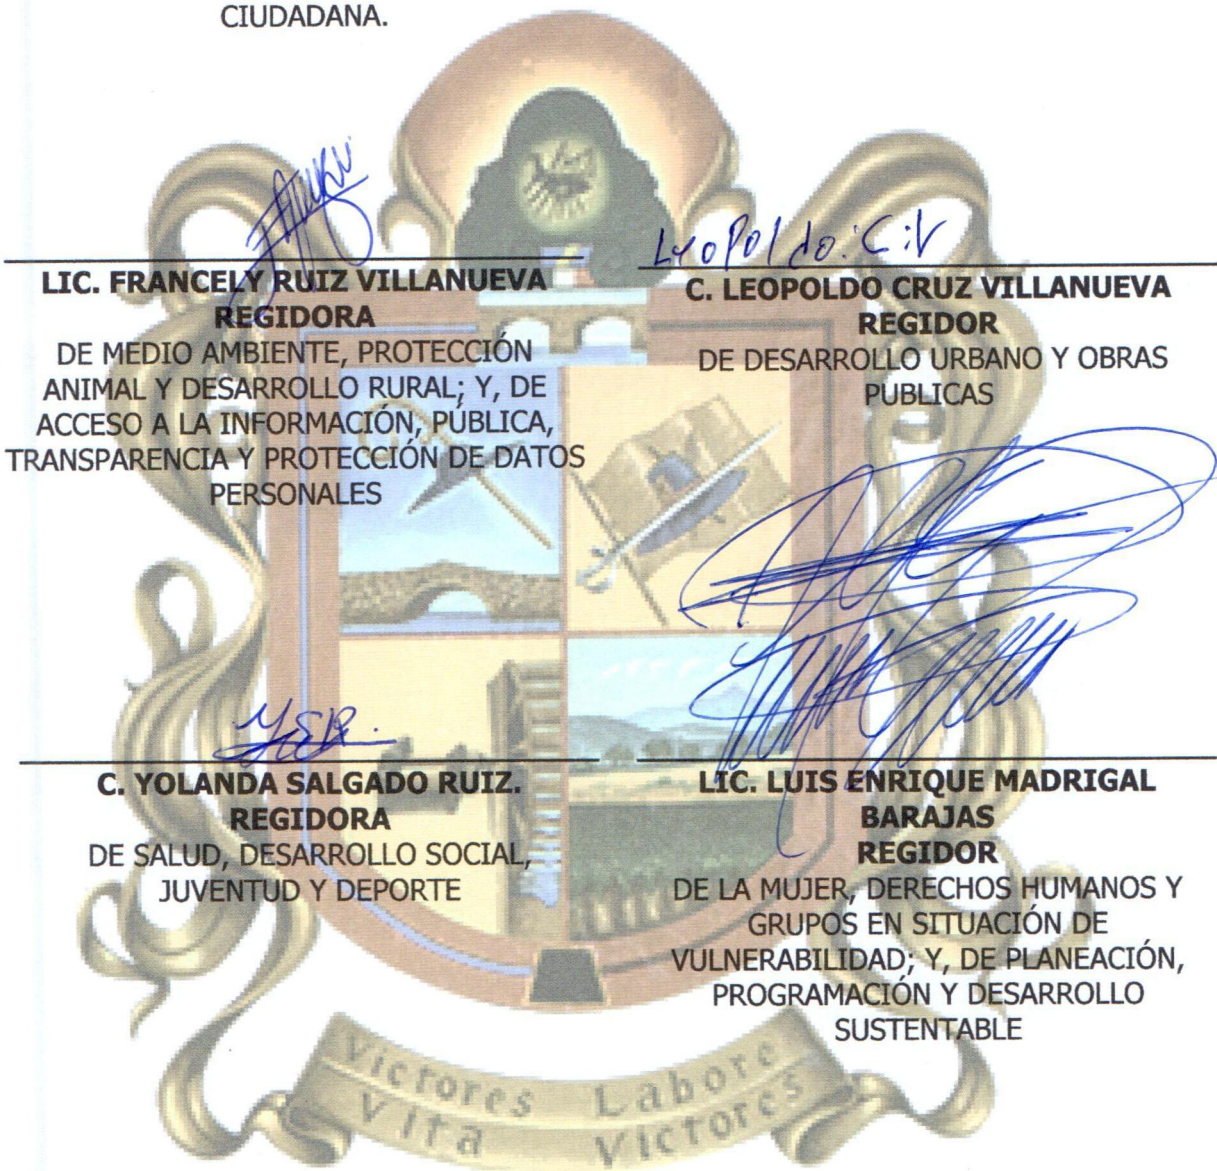 CIUDADANA.
LIC. FRANCELY RUIZ VILLANUEVA
REGIDORA
DE MEDIO AMBIENTE, PROTECCIÓN
ANIMAL Y DESARROLLO RURAL; Y, DE
ACCESO A LA INFORMACIÓN, PÚBLICA,
TRANSPARENCIA Y PROTECCIÓN DE DATOS
PERSONALES
Leopoldo.C.V
C. LEOPOLDO CRUZ VILLANUEVA
REGIDOR
DE DESARROLLO URBANO Y OBRAS
PUBLICAS
Y.S.R.
C. YOLANDA SALGADO RUIZ.
REGIDORA
DE SALUD, DESARROLLO SOCIAL,
JUVENTUD Y DEPORTE
LIC. LUIS ENRIQUE MADRIGAL
BARAJAS
REGIDOR
DE LA MUJER, DERECHOS HUMANOS Y
GRUPOS EN SITUACIÓN DE
VULNERABILIDAD; Y, DE PLANEACIÓN,
PROGRAMACIÓN Y DESARROLLO
SUSTENTABLE
Victores Labore
Vita Victores